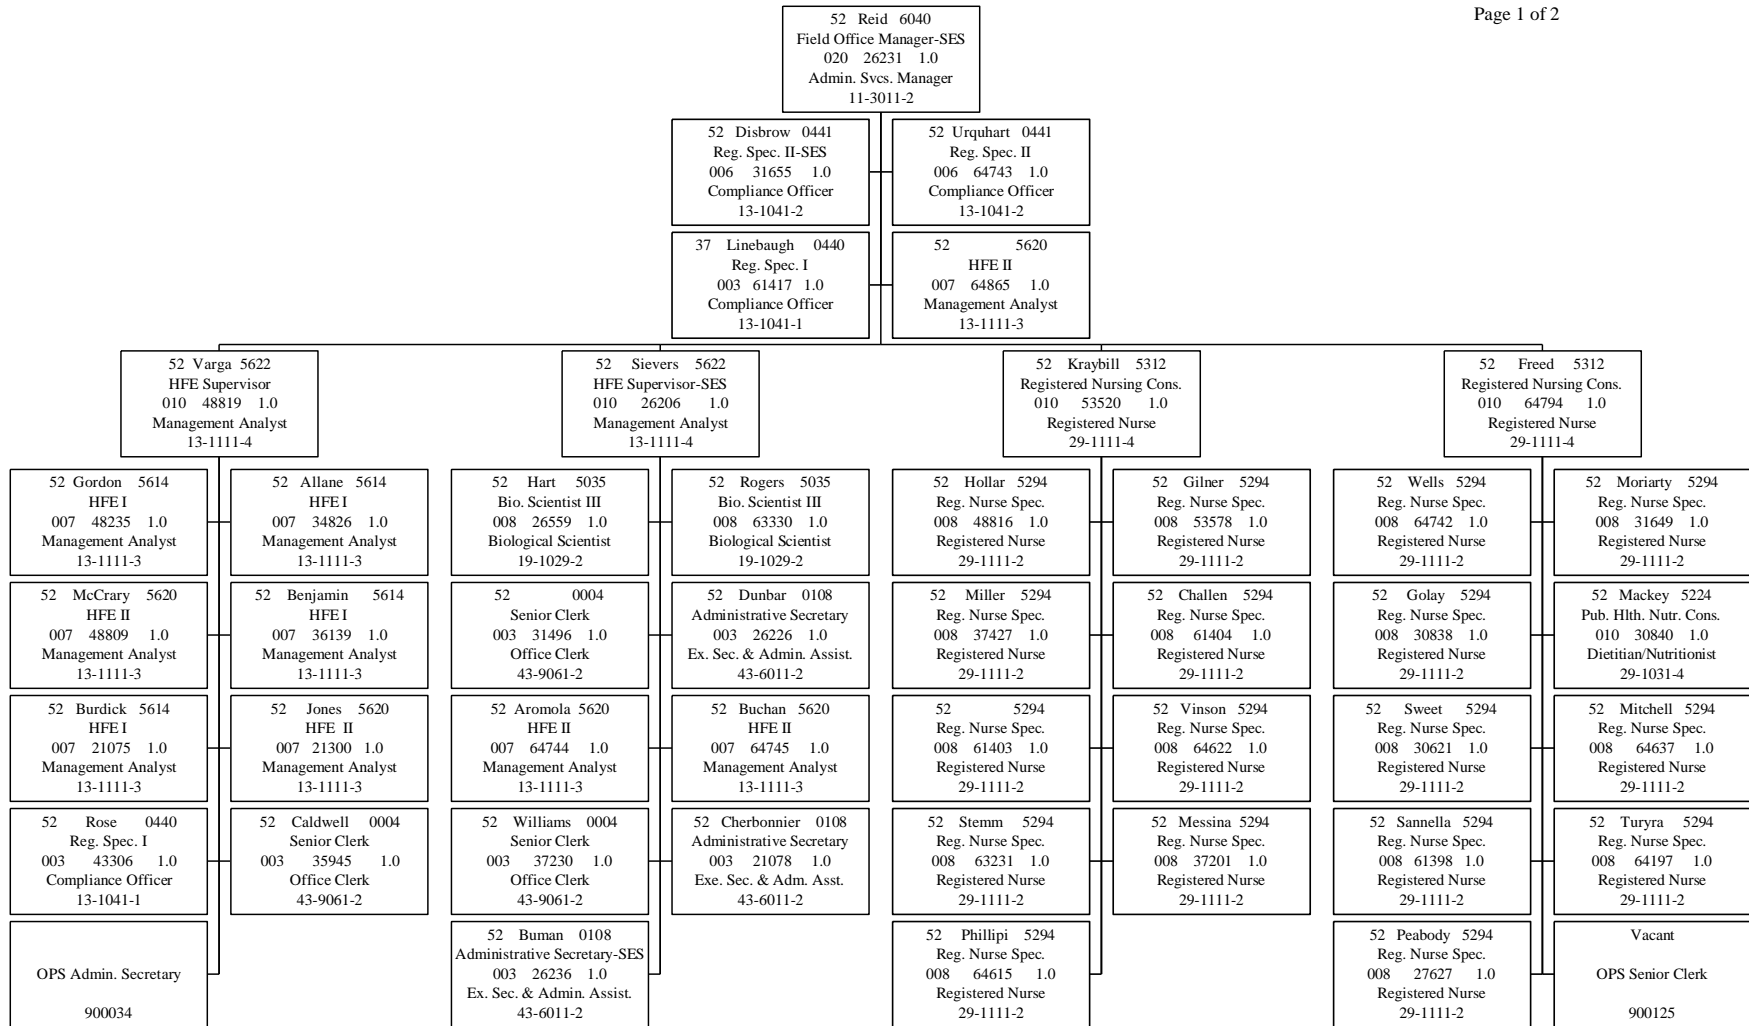 Page 1 of 2
52 Reid 6040
Field Office Manager-SES
020 26231 1.0
Admin. Svcs. Manager
11-3011-2
52 Disbrow 0441
Reg. Spec. II-SES
006 31655 1.0
Compliance Officer
13-1041-2
52 Urquhart 0441
Reg. Spec. II
006 64743 1.0
Compliance Officer
13-1041-2
37 Linebaugh 0440
Reg. Spec. I
003 61417 1.0
Compliance Officer
13-1041-1
52 5620
HFE II
007 64865 1.0
Management Analyst
13-1111-3
52 Varga 5622
HFE Supervisor
010 48819 1.0
Management Analyst
13-1111-4
52 Sievers 5622
HFE Supervisor-SES
010 26206 1.0
Management Analyst
13-1111-4
52 Kraybill 5312
Registered Nursing Cons.
010 53520 1.0
Registered Nurse
29-1111-4
52 Freed 5312
Registered Nursing Cons.
010 64794 1.0
Registered Nurse
29-1111-4
52 Gordon 5614
HFE I
007 48235 1.0
Management Analyst
13-1111-3
52 Allane 5614
HFE I
007 34826 1.0
Management Analyst
13-1111-3
52 Hart 5035
Bio. Scientist III
008 26559 1.0
Biological Scientist
19-1029-2
52 Rogers 5035
Bio. Scientist III
008 63330 1.0
Biological Scientist
19-1029-2
52 Hollar 5294
Reg. Nurse Spec.
008 48816 1.0
Registered Nurse
29-1111-2
52 Gilner 5294
Reg. Nurse Spec.
008 53578 1.0
Registered Nurse
29-1111-2
52 Wells 5294
Reg. Nurse Spec.
008 64742 1.0
Registered Nurse
29-1111-2
52 Moriarty 5294
Reg. Nurse Spec.
008 31649 1.0
Registered Nurse
29-1111-2
52 McCrary 5620
HFE II
007 48809 1.0
Management Analyst
13-1111-3
52 Benjamin 5614
HFE I
007 36139 1.0
Management Analyst
13-1111-3
52 0004
Senior Clerk
003 31496 1.0
Office Clerk
43-9061-2
52 Dunbar 0108
Administrative Secretary
003 26226 1.0
Ex. Sec. & Admin. Assist.
43-6011-2
52 Miller 5294
Reg. Nurse Spec.
008 37427 1.0
Registered Nurse
29-1111-2
52 Challen 5294
Reg. Nurse Spec.
008 61404 1.0
Registered Nurse
29-1111-2
52 Golay 5294
Reg. Nurse Spec.
008 30838 1.0
Registered Nurse
29-1111-2
52 Mackey 5224
Pub. Hlth. Nutr. Cons.
010 30840 1.0
Dietitian/Nutritionist
29-1031-4
52 Burdick 5614
HFE I
007 21075 1.0
Management Analyst
13-1111-3
52 Jones 5620
HFE II
007 21300 1.0
Management Analyst
13-1111-3
52 Aromola 5620
HFE II
007 64744 1.0
Management Analyst
13-1111-3
52 Buchan 5620
HFE II
007 64745 1.0
Management Analyst
13-1111-3
52 5294
Reg. Nurse Spec.
008 61403 1.0
Registered Nurse
29-1111-2
52 Vinson 5294
Reg. Nurse Spec.
008 64622 1.0
Registered Nurse
29-1111-2
52 Sweet 5294
Reg. Nurse Spec.
008 30621 1.0
Registered Nurse
29-1111-2
52 Mitchell 5294
Reg. Nurse Spec.
008 64637 1.0
Registered Nurse
29-1111-2
52 Rose 0440
Reg. Spec. I
003 43306 1.0
Compliance Officer
13-1041-1
52 Caldwell 0004
Senior Clerk
003 35945 1.0
Office Clerk
43-9061-2
52 Williams 0004
Senior Clerk
003 37230 1.0
Office Clerk
43-9061-2
52 Cherbonnier 0108
Administrative Secretary
003 21078 1.0
Exe. Sec. & Adm. Asst.
43-6011-2
52 Stemm 5294
Reg. Nurse Spec.
008 63231 1.0
Registered Nurse
29-1111-2
52 Messina 5294
Reg. Nurse Spec.
008 37201 1.0
Registered Nurse
29-1111-2
52 Sannella 5294
Reg. Nurse Spec.
008 61398 1.0
Registered Nurse
29-1111-2
52 Turyra 5294
Reg. Nurse Spec.
008 64197 1.0
Registered Nurse
29-1111-2
OPS Admin. Secretary
900034
52 Buman 0108
Administrative Secretary-SES
003 26236 1.0
Ex. Sec. & Admin. Assist.
43-6011-2
52 Phillipi 5294
Reg. Nurse Spec.
008 64615 1.0
Registered Nurse
29-1111-2
52 Peabody 5294
Reg. Nurse Spec.
008 27627 1.0
Registered Nurse
29-1111-2
Vacant
OPS Senior Clerk
900125